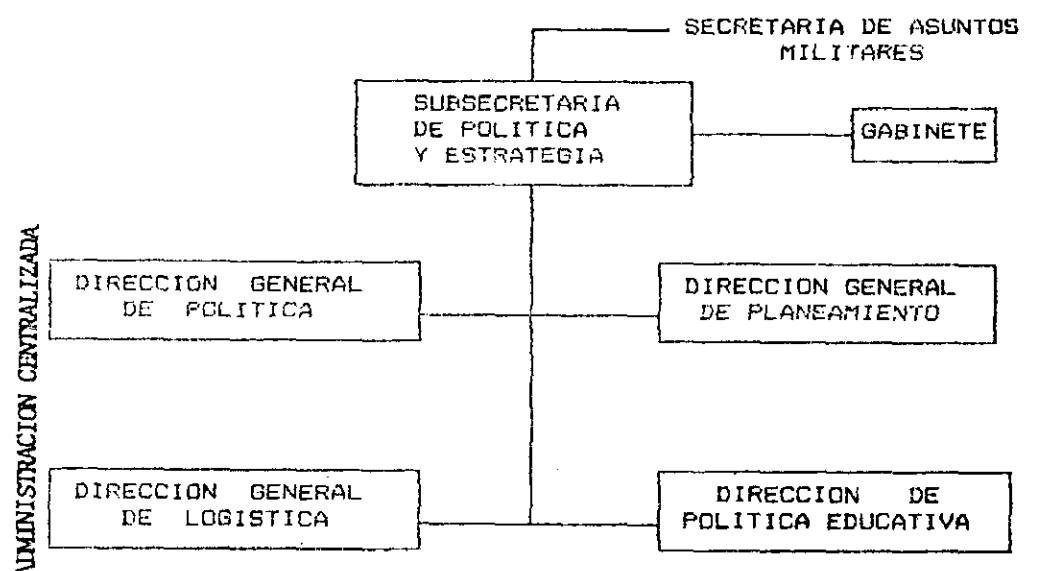 SECRETARIA DE ASUNTOS
MILITARES
SUBSECRETARIA
DE POLITICA
Y ESTRATEGIA
GABINETE
DIRECCION GENERAL
DE POLITICA
DIRECCION GENERAL
DE PLANEAMIENTO
DIRECCION GENERAL
DE LOGISTICA
DIRECCION DE
POLITICA EDUCATIVA
ADMINISTRACION CENTRALIZADA